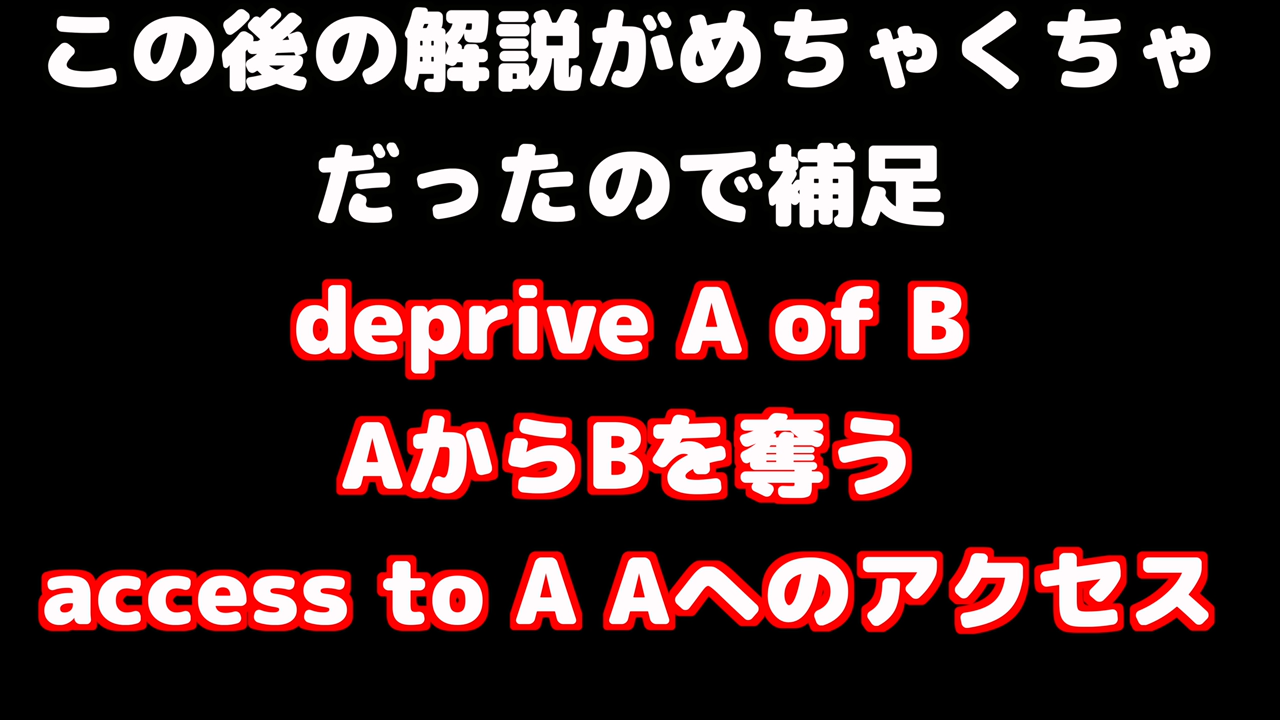 この後の解説がめちゃくちゃ
だったので補足
deprive A of B
AからBを奪う
access to A Aへのアクセス